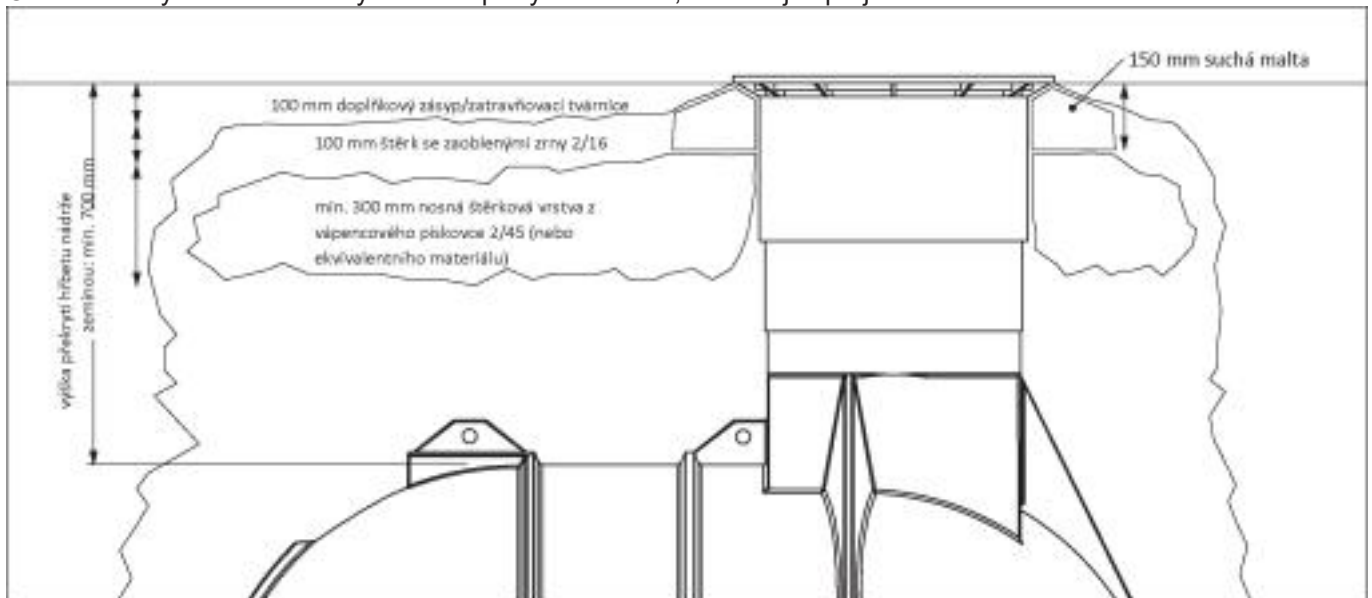 150 mm suchá malta
100 mm doplňkový zásyp/zatravňovací tvárnice
100 mm štěrk se zaoblenými zrny 2/16
min. 300 mm nosná štěrková vrstva z
vápencového pískovce 2/45 (nebo
ekvivalentního materiálu)
výška překrytí hřbetu nádrže
zeminou: min. 700 mm